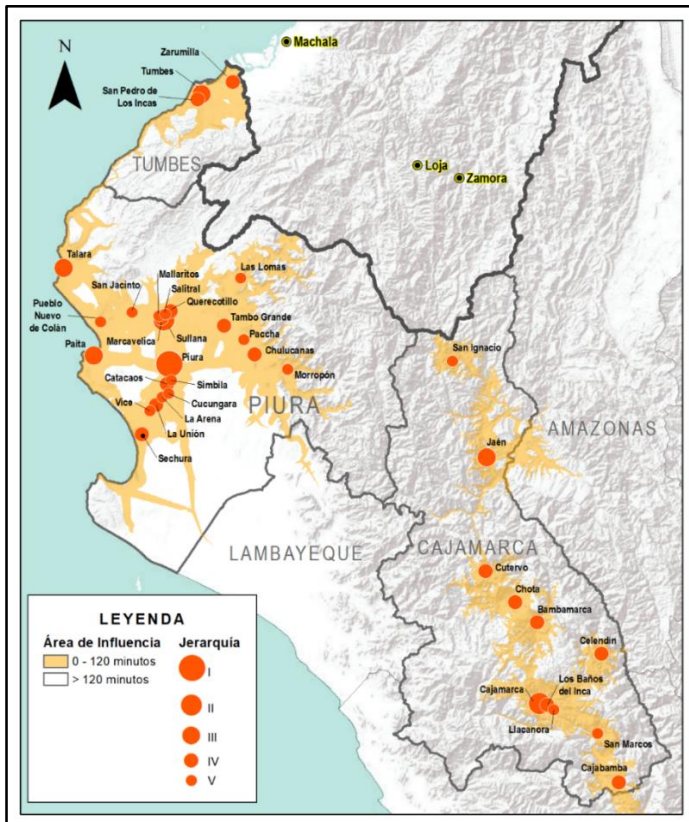 N
Machala
Zarumilla
Tumbes
San Pedro de
Los Incas
TUMBES
Loja
Zamora
Talara
Mallaritos
Salitral
Las Lomas
San Jacinto
Querecotillo
Pueblo
Nuevo
de Colán
Tambo Grande
Marcavelica
Sullana
Paccha
Paita
Piura
Chulucanas
San Ignacio
Catacaos
Simbila
Morropón
Vice
Cucungara
PIURA
La Arena
La Unión
Sechura
Jaén
AMAZONAS
LAMBAYEQUE
CAJAMARCA
Cutervo
Chota
Bambamarca
Celendin
Cajamarca
Los Baños
del Inca
Llacanora
San Marcos
Cajabamba
LEYENDA
Área de Influencia
Jerarquía
0 - 120 minutos
> 120 minutos
I
II
III
IV
V